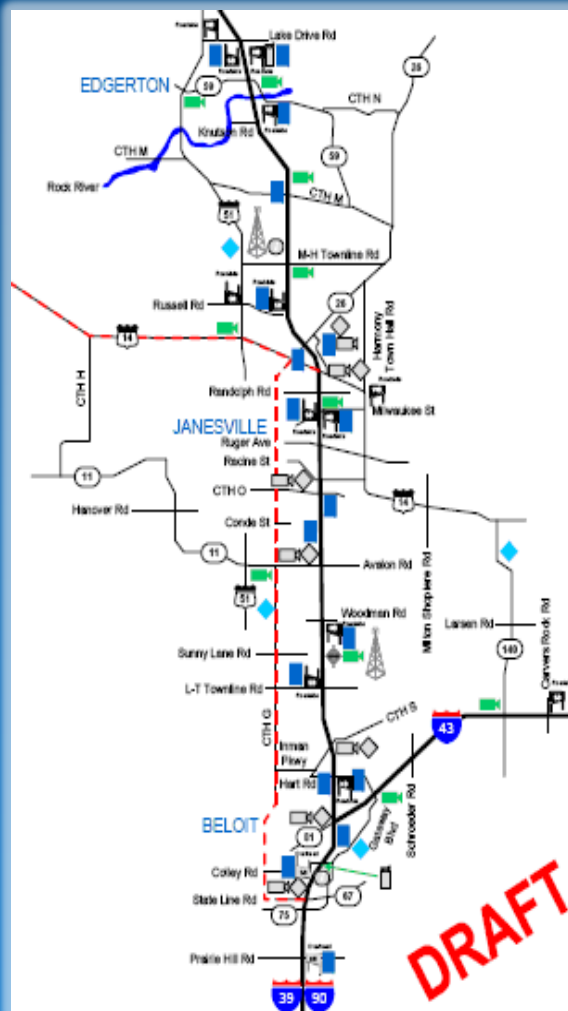 Lake Drive Rd
26
EDGERTON
59
CTH N
Knutson Rd
59
CTH M
CTH M
Rock River
51
M-H Townline Rd
Russell Rd
26
Harmony
Town Hall Rd
14
CTH H
Randolph Rd
Milwaukee St
JANESVILLE
Ruger Ave
Racine St
11
CTH O
14
Hanover Rd
Conde St
11
Avalon Rd
51
Milton Shopiere Rd
Woodman Rd
Larsen Rd
140
Carvers Rock Rd
Sunny Lane Rd
L-T Townline Rd
CTH G
CTH S
43
Inman
Pkwy
Hart Rd
Schroeder Rd
BELOIT
81
Gateway
Blvd
Colley Rd
State Line Rd
67
75
DRAFT
Prairie Hill Rd
39
90